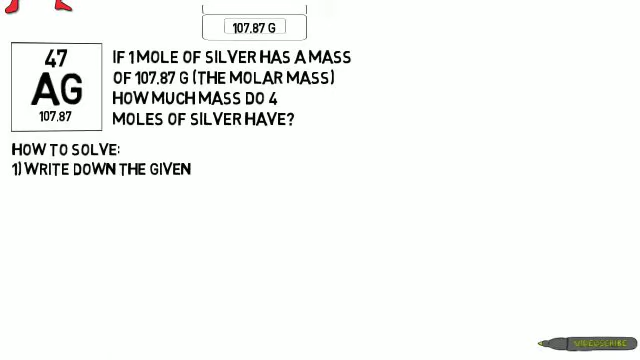 107.87 G
47
AG
107.87
IF 1 MOLE OF SILVER HAS A MASS
OF 107.87 G (THE MOLAR MASS)
HOW MUCH MASS DO 4
MOLES OF SILVER HAVE?
HOW TO SOLVE:
1) WRITE DOWN THE GIVEN
VIDEOSCRIBE